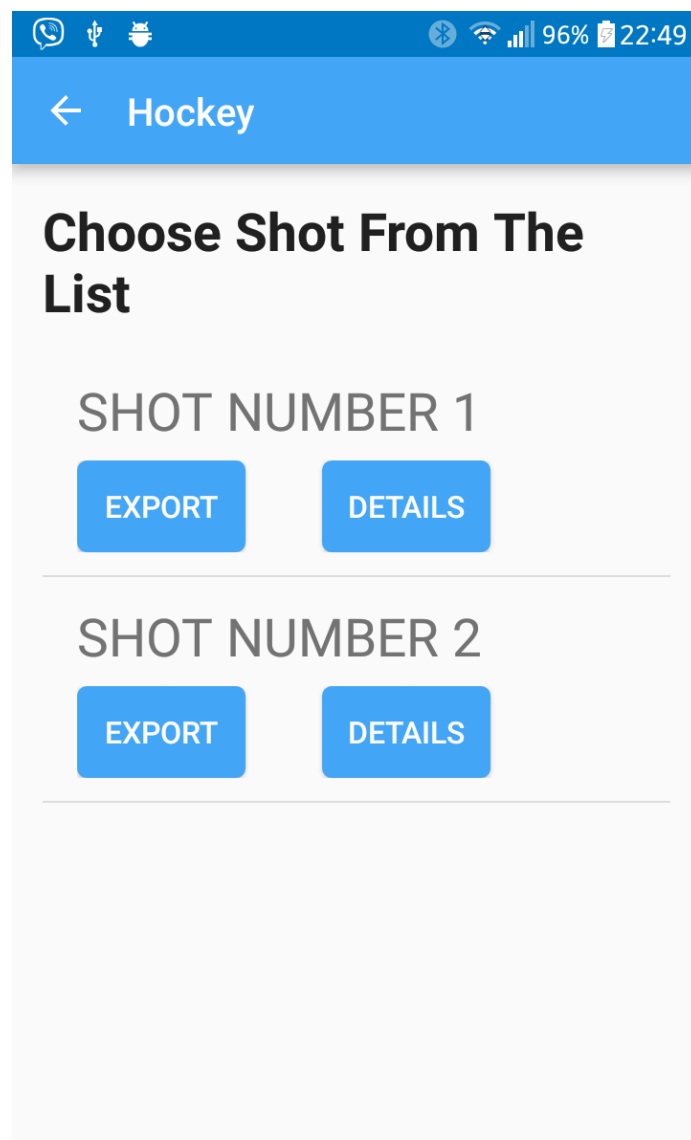 96% 22:49
Hockey
Choose Shot From The
List
SHOT NUMBER 1
EXPORT DETAILS
SHOT NUMBER 2
EXPORT DETAILS